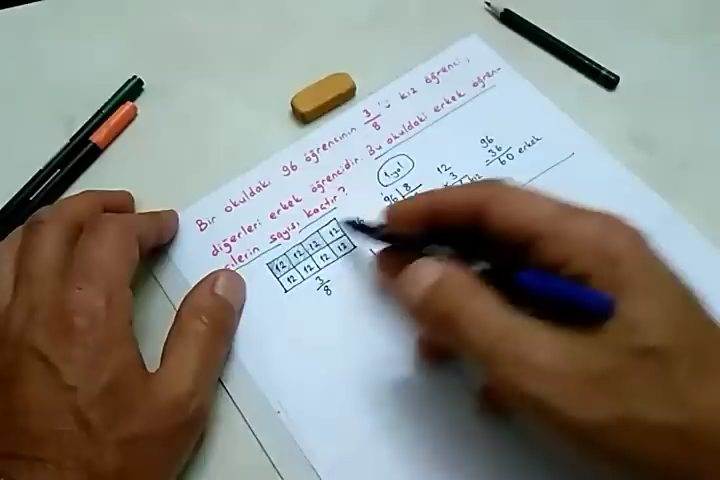 Bir okuldaki 96 öğrencinin 3/8 'ü kız öğrenci,
diğerleri erkek öğrencidir. Bu okuldaki erkek öğren-
cilerin sayısı kaçtır?
1.yol
96
36
60 erkek
12
3
96 | 8
12 12 12 12
12 12 12 12
3/8